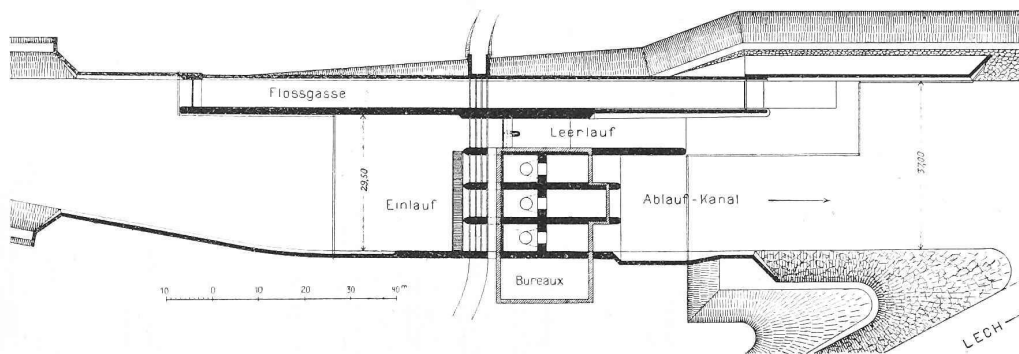 Flossgasse
Leerlauf
29,50
Einlauf
Ablauf-Kanal
37,00
Bureaux
10 0 10 20 30 40m
LECH